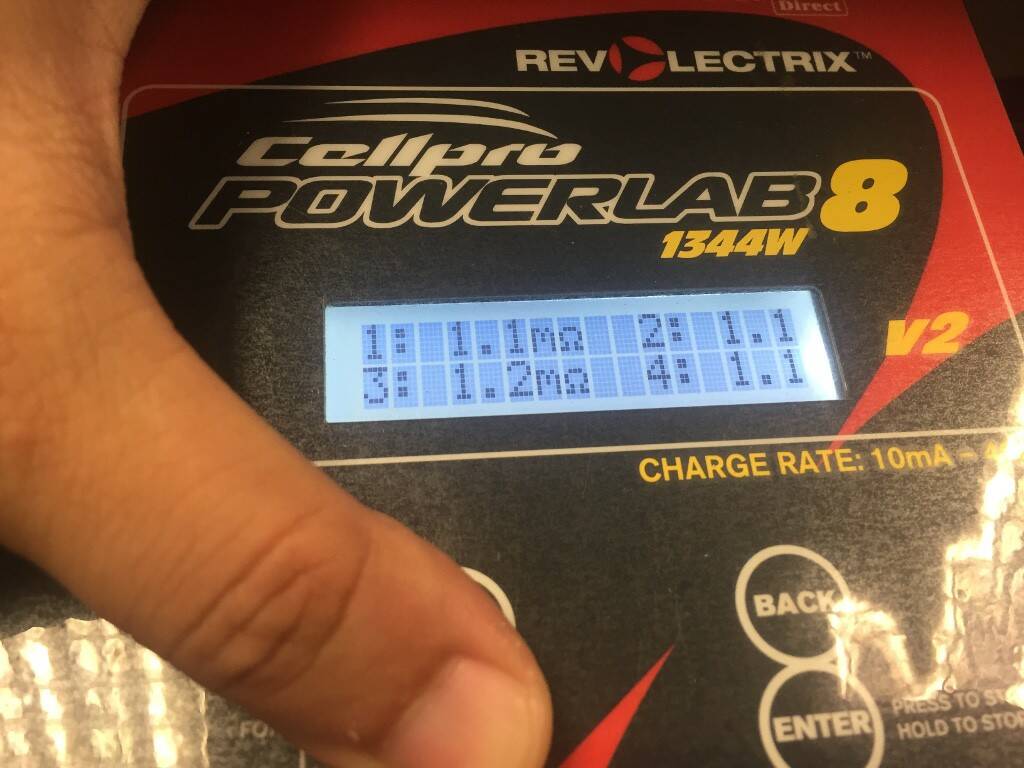 Direct
REVOLECTRIX™
Cellpro
POWERLAB 8
1344W
v2
1: 1.1mΩ 2: 1.1
3: 1.2mΩ 4: 1.1
CHARGE RATE: 10mA –
BACK
ENTER
PRESS TO
HOLD TO STOP